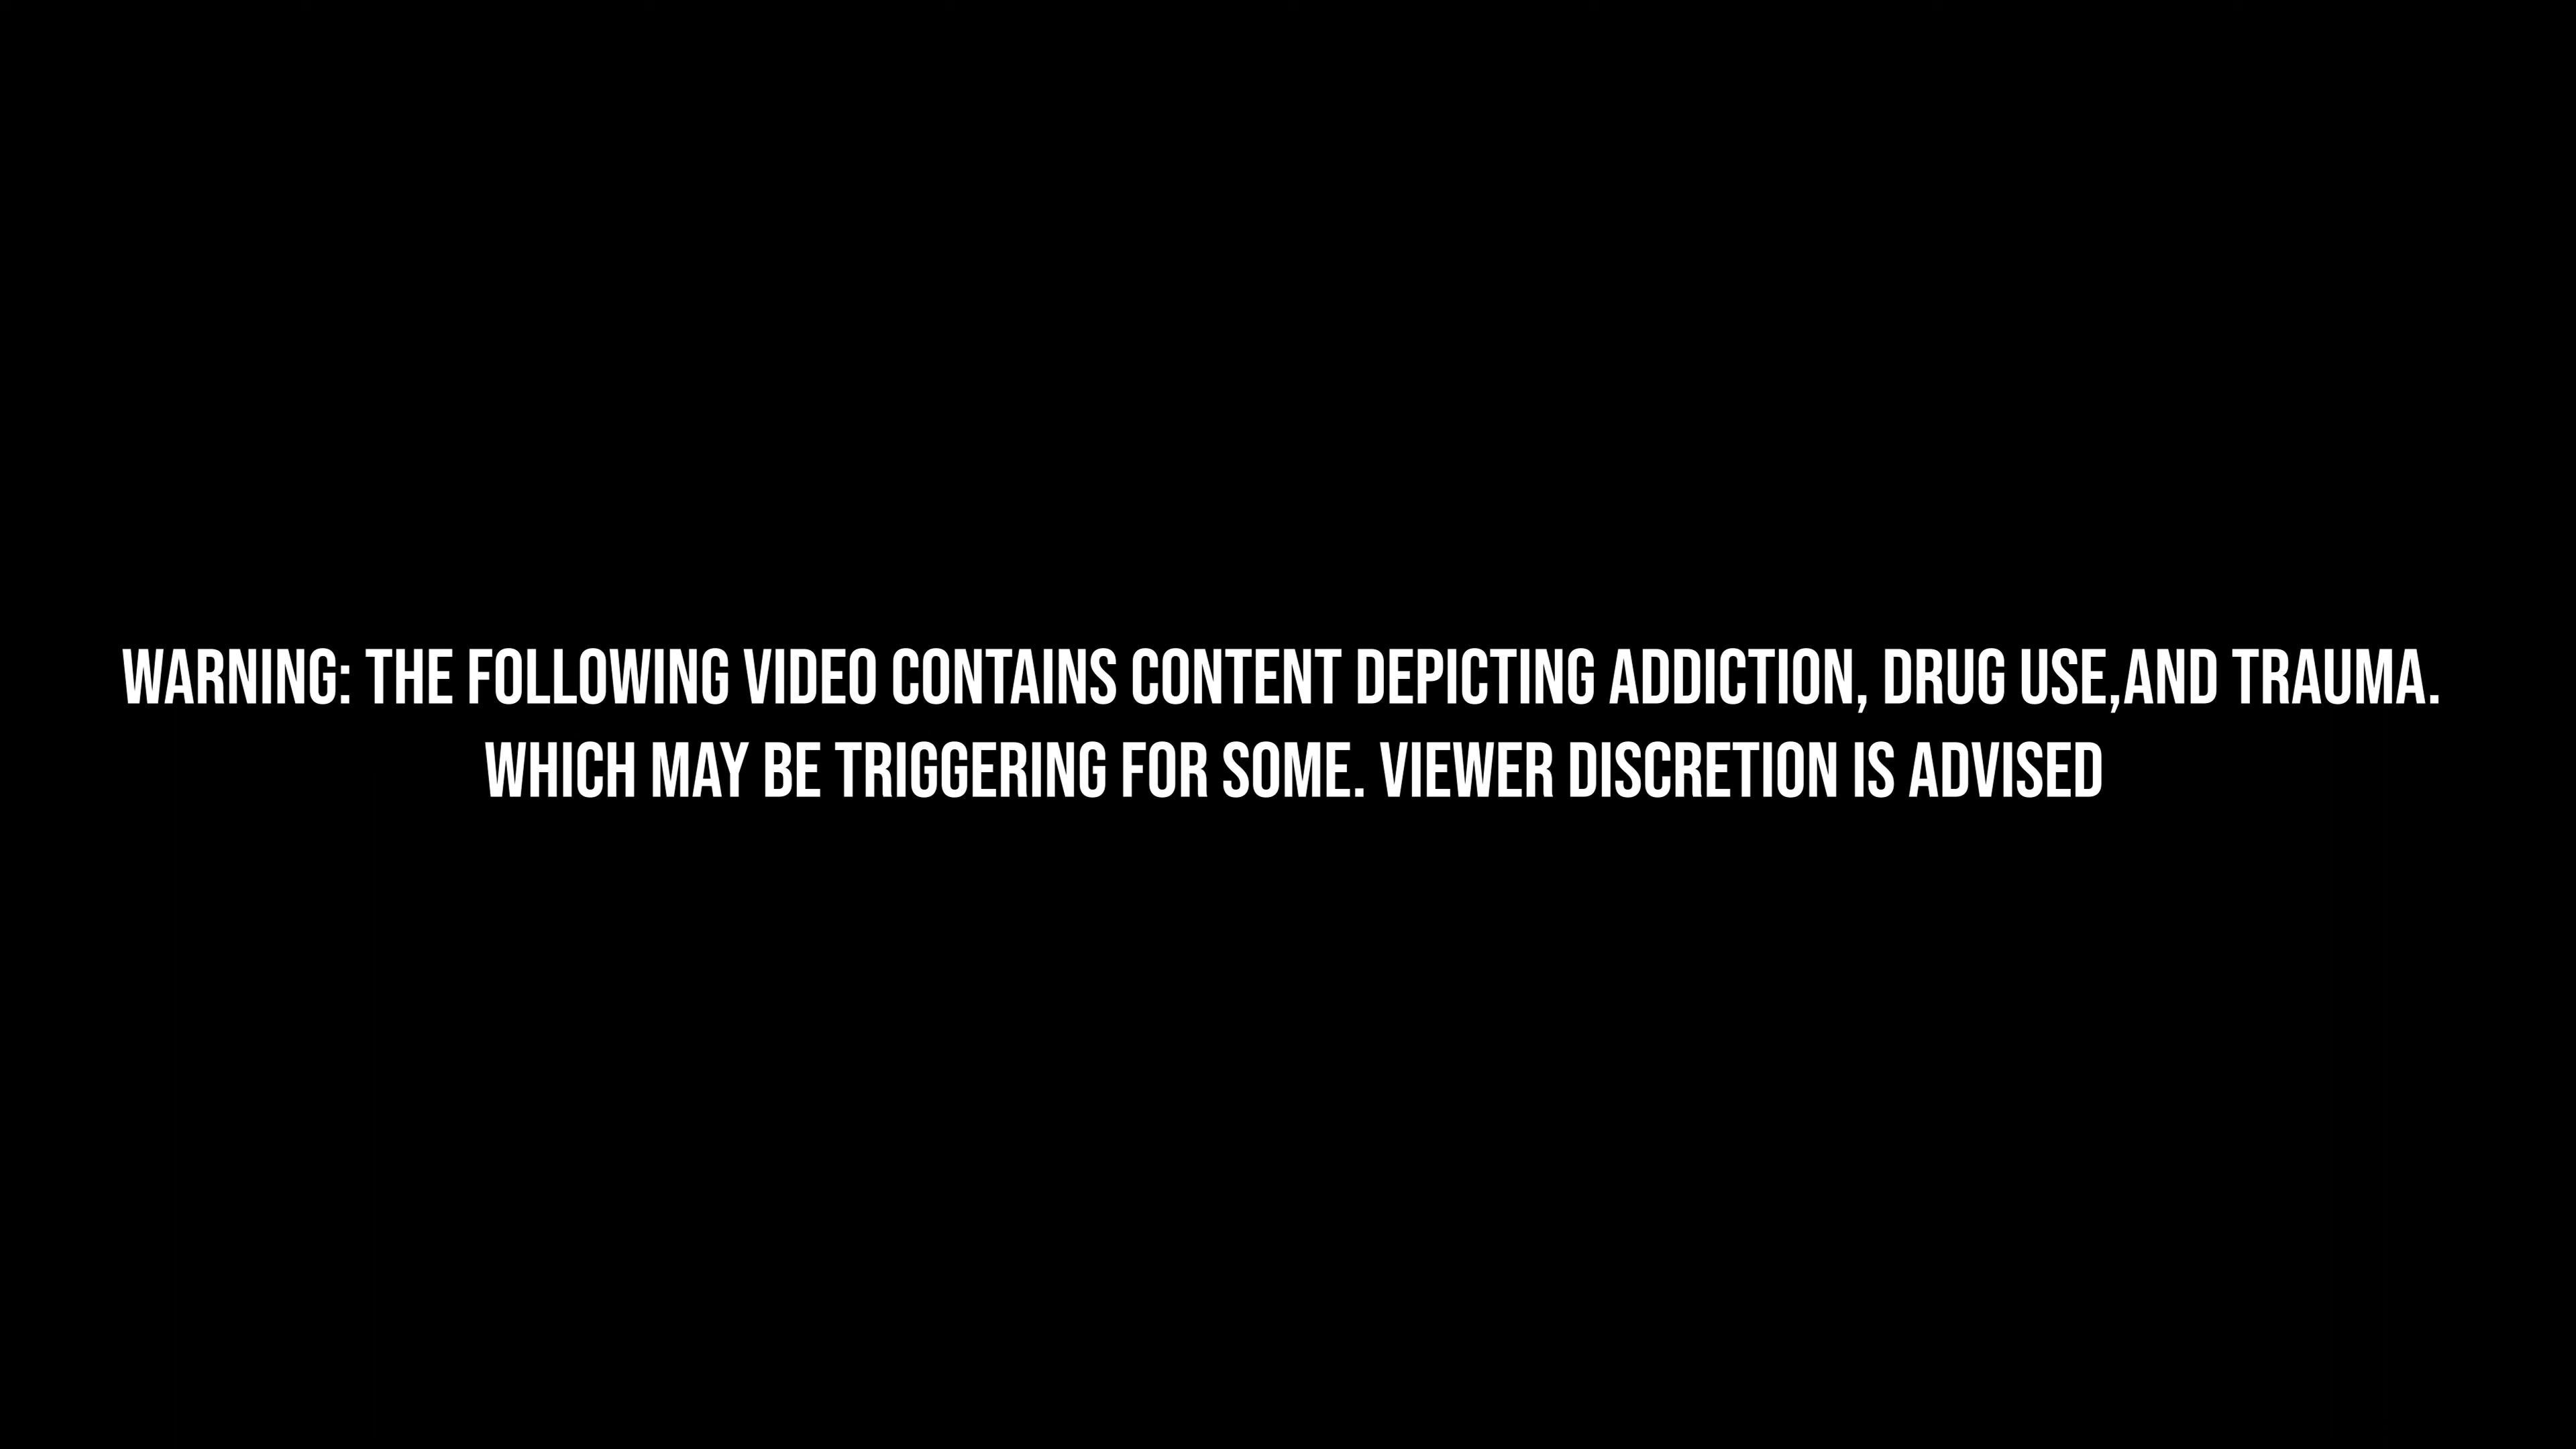 WARNING: THE FOLLOWING VIDEO CONTAINS CONTENT DEPICTING ADDICTION, DRUG USE,AND TRAUMA.
WHICH MAY BE TRIGGERING FOR SOME. VIEWER DISCRETION IS ADVISED